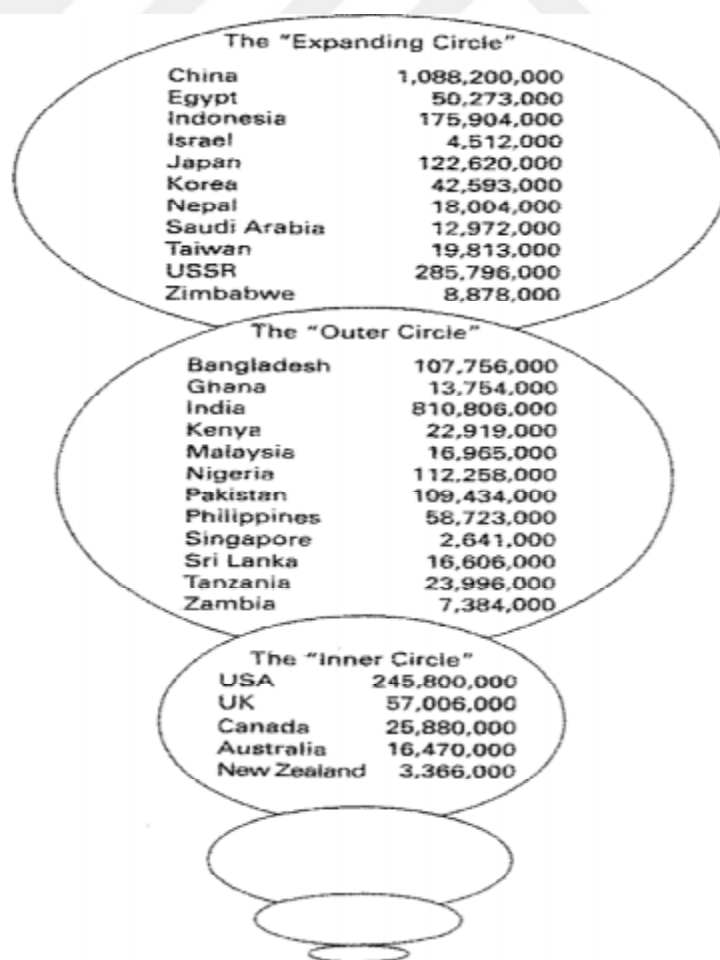 The "Expanding Circle"
China 1,088,200,000
Egypt 50,273,000
Indonesia 175,904,000
Israel 4,512,000
Japan 122,620,000
Korea 42,593,000
Nepal 18,004,000
Saudi Arabia 12,972,000
Taiwan 19,813,000
USSR 285,796,000
Zimbabwe 8,878,000
The "Outer Circle"
Bangladesh 107,756,000
Ghana 13,754,000
India 810,806,000
Kenya 22,919,000
Malaysia 16,965,000
Nigeria 112,258,000
Pakistan 109,434,000
Philippines 58,723,000
Singapore 2,641,000
Sri Lanka 16,606,000
Tanzania 23,996,000
Zambia 7,384,000
The "Inner Circle"
USA 245,800,000
UK 57,006,000
Canada 25,880,000
Australia 16,470,000
New Zealand 3,366,000